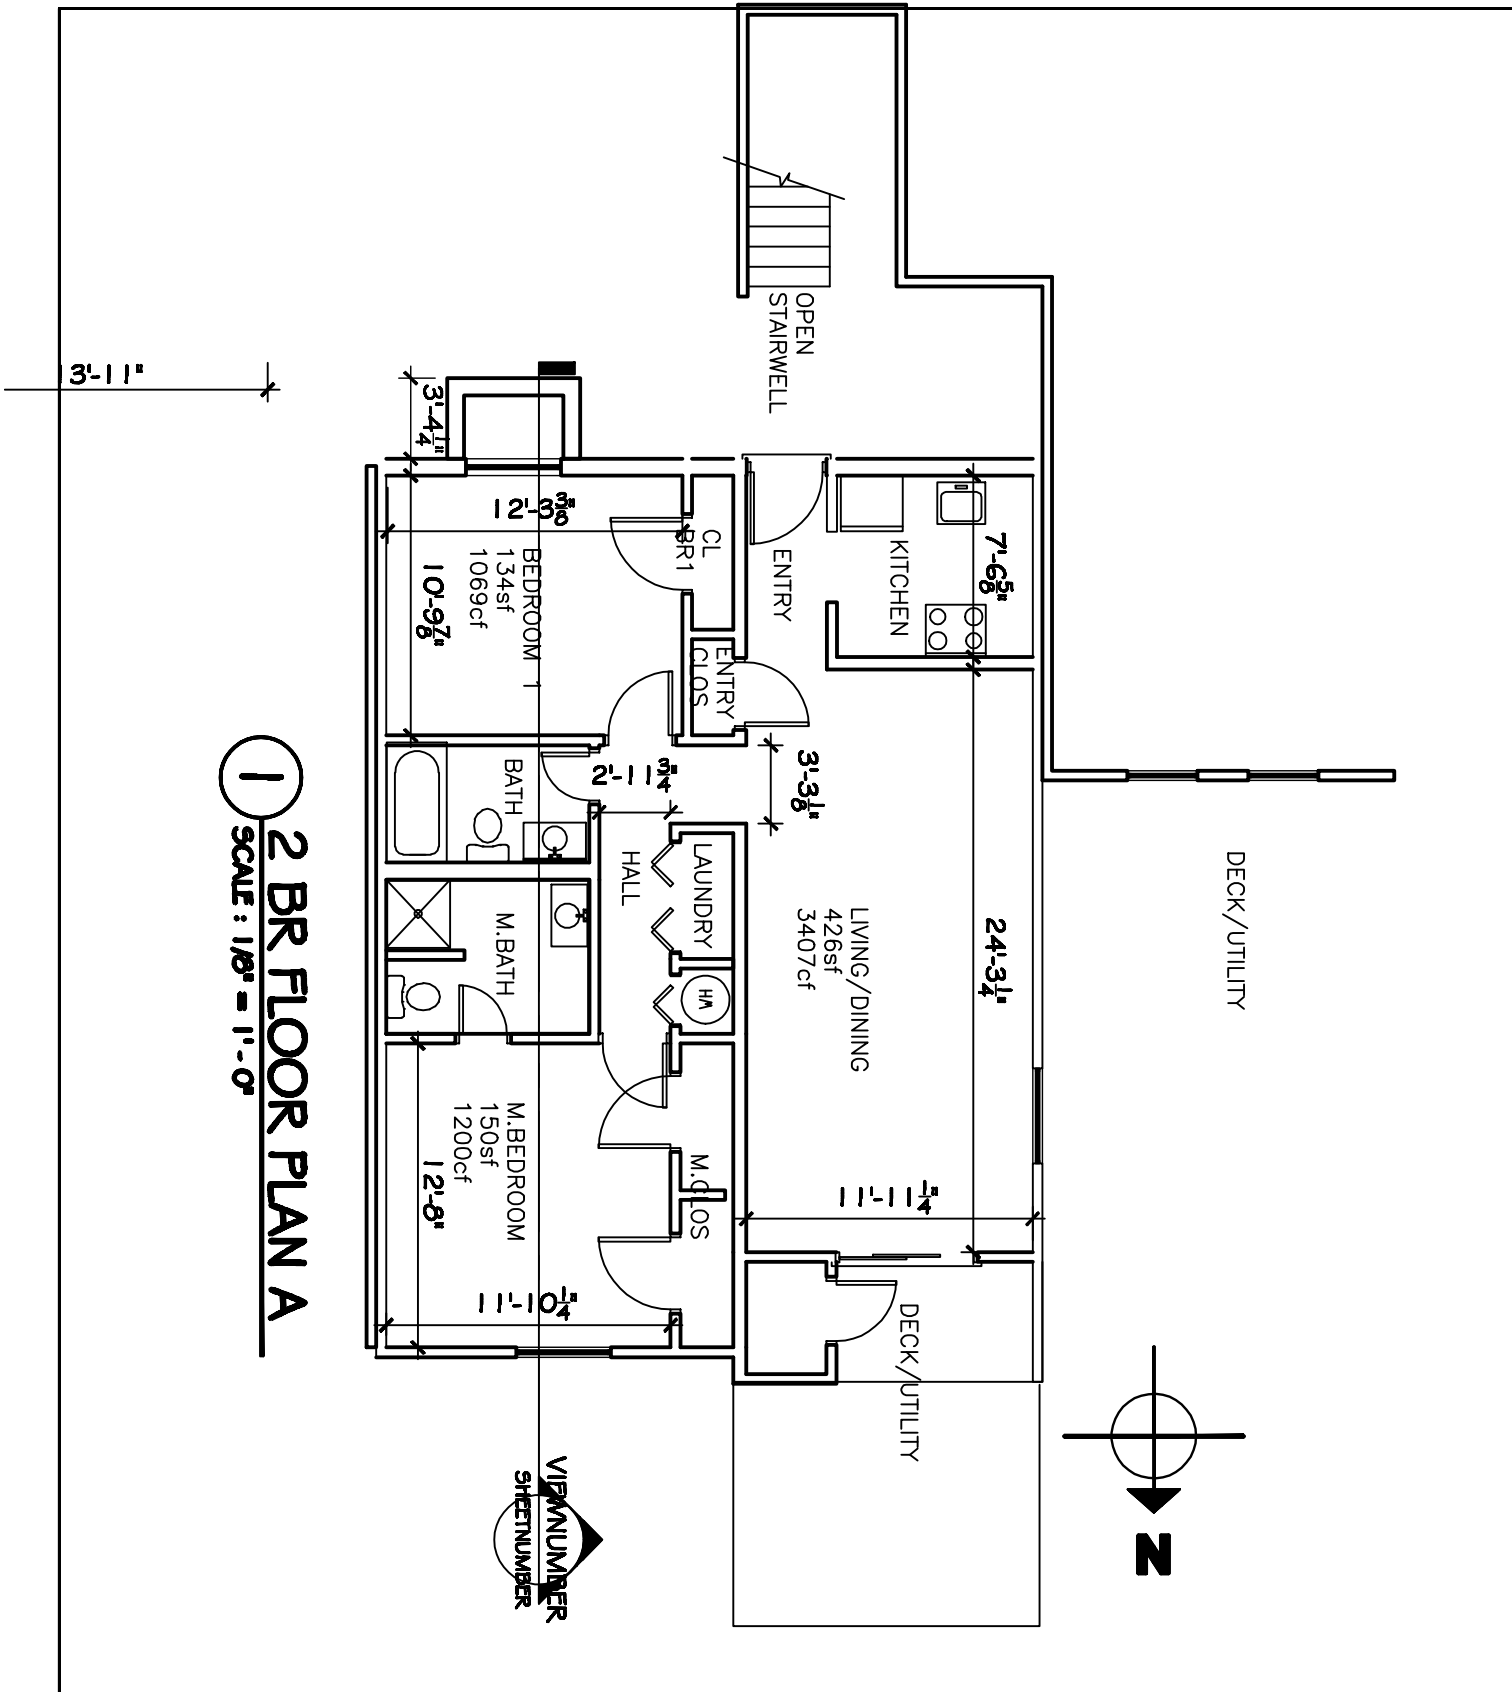 OPEN
STAIRWELL
13'-11"
3'-4 1/4"
12'-3 3/8"
CL
BR1
ENTRY
KITCHEN
7'-6 5/8"
BEDROOM 1
134sf
1069cf
10'-9 7/8"
ENTRY
CLOS
BATH
2'-11 3/4"
3'-3 1/8"
HALL
LAUNDRY
LIVING/DINING
426sf
3407cf
24'-3 1/4"
DECK/UTILITY
M.BATH
HW
M.BEDROOM
150sf
1200cf
12'-8"
M.CLOS
11'-11 1/4"
11'-10 1/4"
DECK/UTILITY
1
2 BR FLOOR PLAN A
SCALE : 1/8" = 1'-0"
VIEWNUMBER
SHEETNUMBER
N